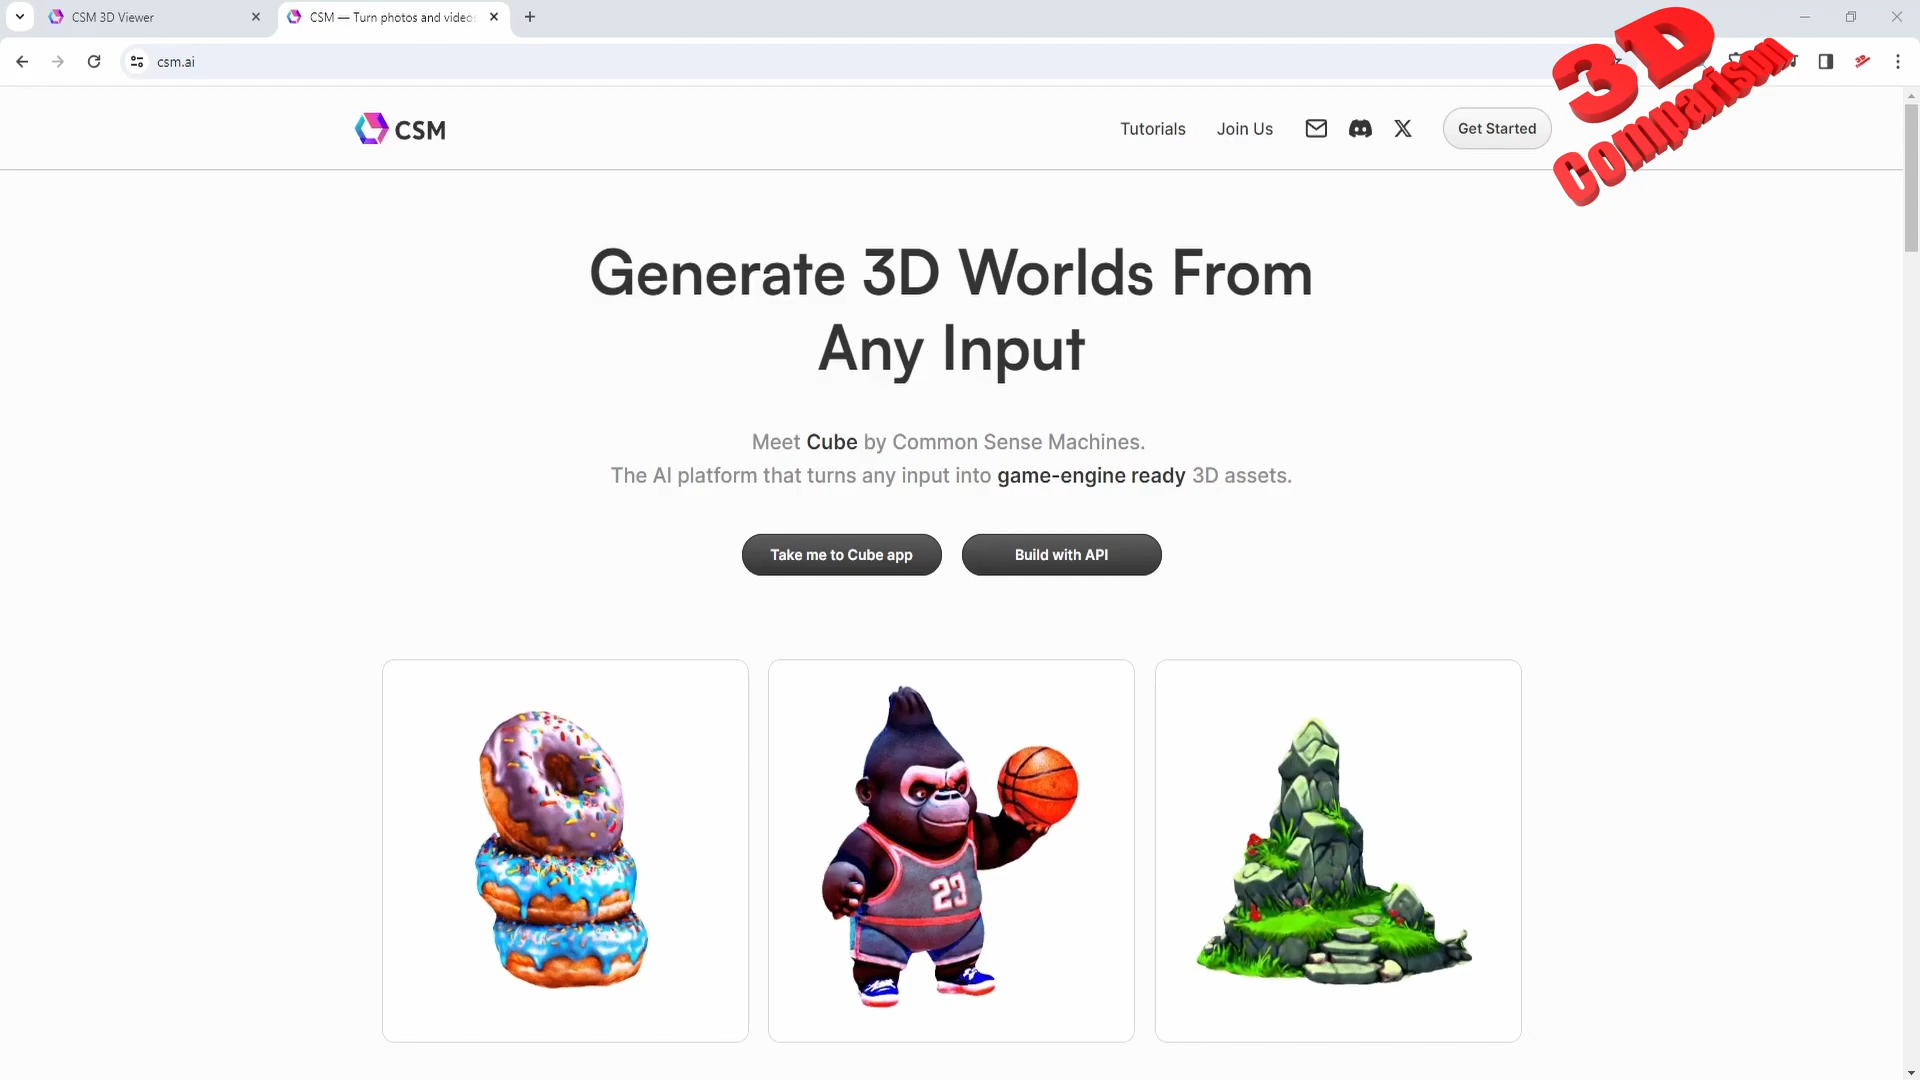 CSM 3D Viewer
CSM — Turn photos and videos
csm.ai
3D
Comparison
CSM
Tutorials
Join Us
Get Started
Generate 3D Worlds From
Any Input
Meet Cube by Common Sense Machines.
The AI platform that turns any input into game-engine ready 3D assets.
Take me to Cube app
Build with API
23